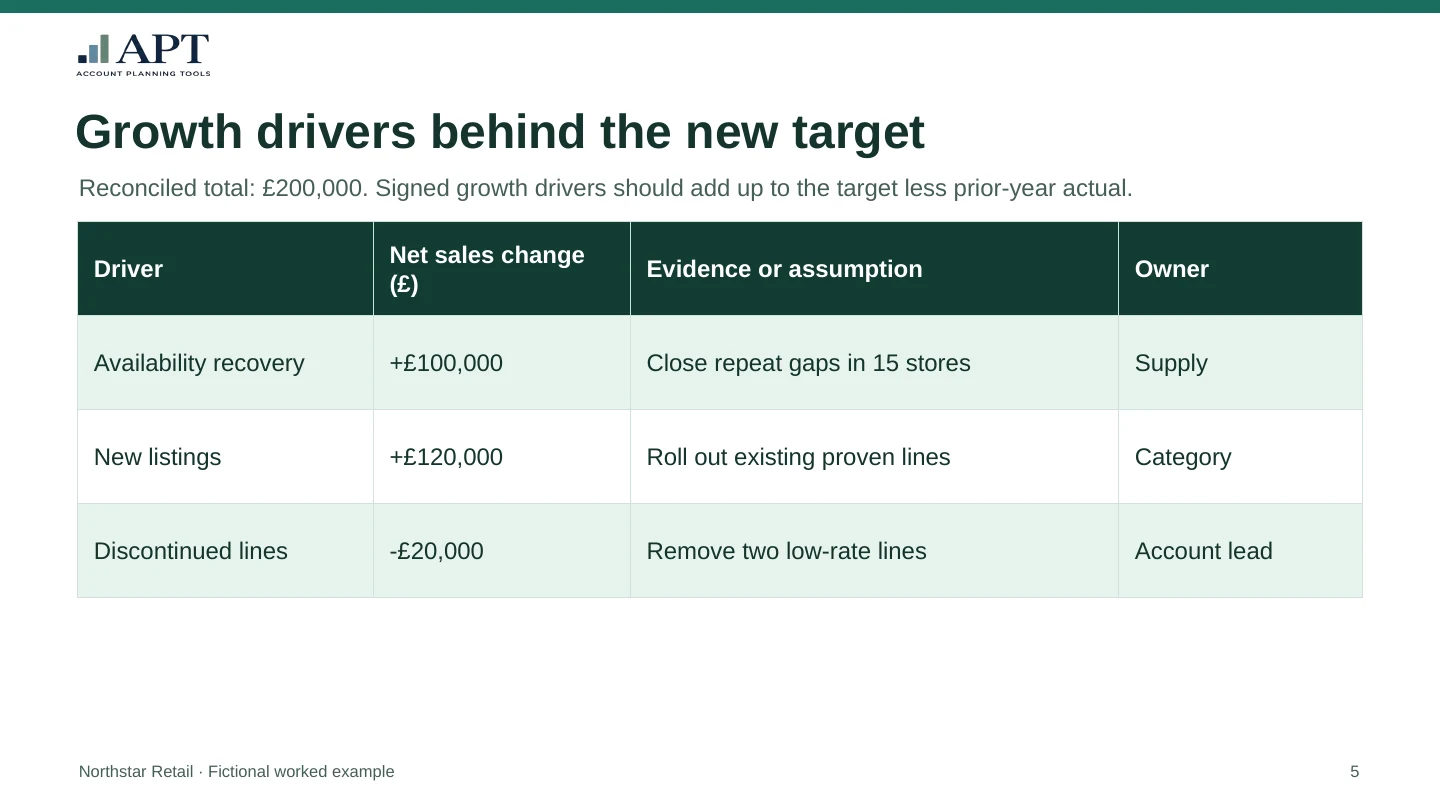 APT
ACCOUNT PLANNING TOOLS
Growth drivers behind the new target
Reconciled total: £200,000. Signed growth drivers should add up to the target less prior-year actual.
Driver
Net sales change
(£)
Evidence or assumption
Owner
Availability recovery
+£100,000
Close repeat gaps in 15 stores
Supply
New listings
+£120,000
Roll out existing proven lines
Category
Discontinued lines
-£20,000
Remove two low-rate lines
Account lead
Northstar Retail · Fictional worked example
5